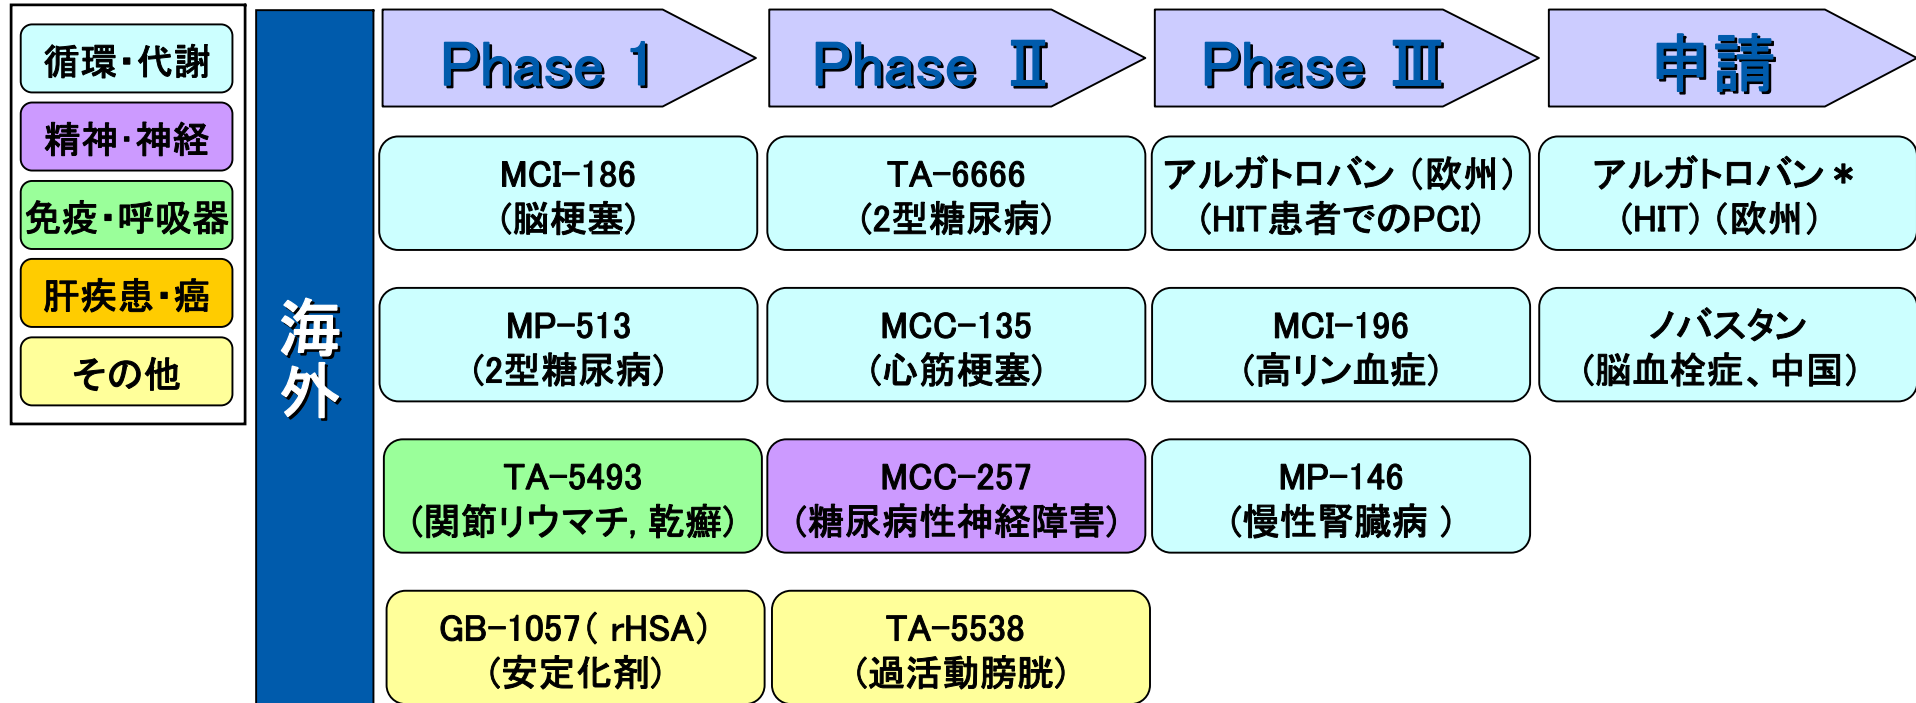 循環・代謝
精神・神経
免疫・呼吸器
肝疾患・癌
その他
海外
Phase 1
Phase Ⅱ
Phase Ⅲ
申請
MCI-186
(脳梗塞)
TA-6666
(2型糖尿病)
アルガトロバン (欧州)
(HIT患者でのPCI)
アルガトロバン *
(HIT) (欧州)
MP-513
(2型糖尿病)
MCC-135
(心筋梗塞)
MCI-196
(高リン血症)
ノバスタン
(脳血栓症、中国)
TA-5493
(関節リウマチ, 乾癬)
MCC-257
(糖尿病性神経障害)
MP-146
(慢性腎臓病 )
GB-1057( rHSA)
(安定化剤)
TA-5538
(過活動膀胱)